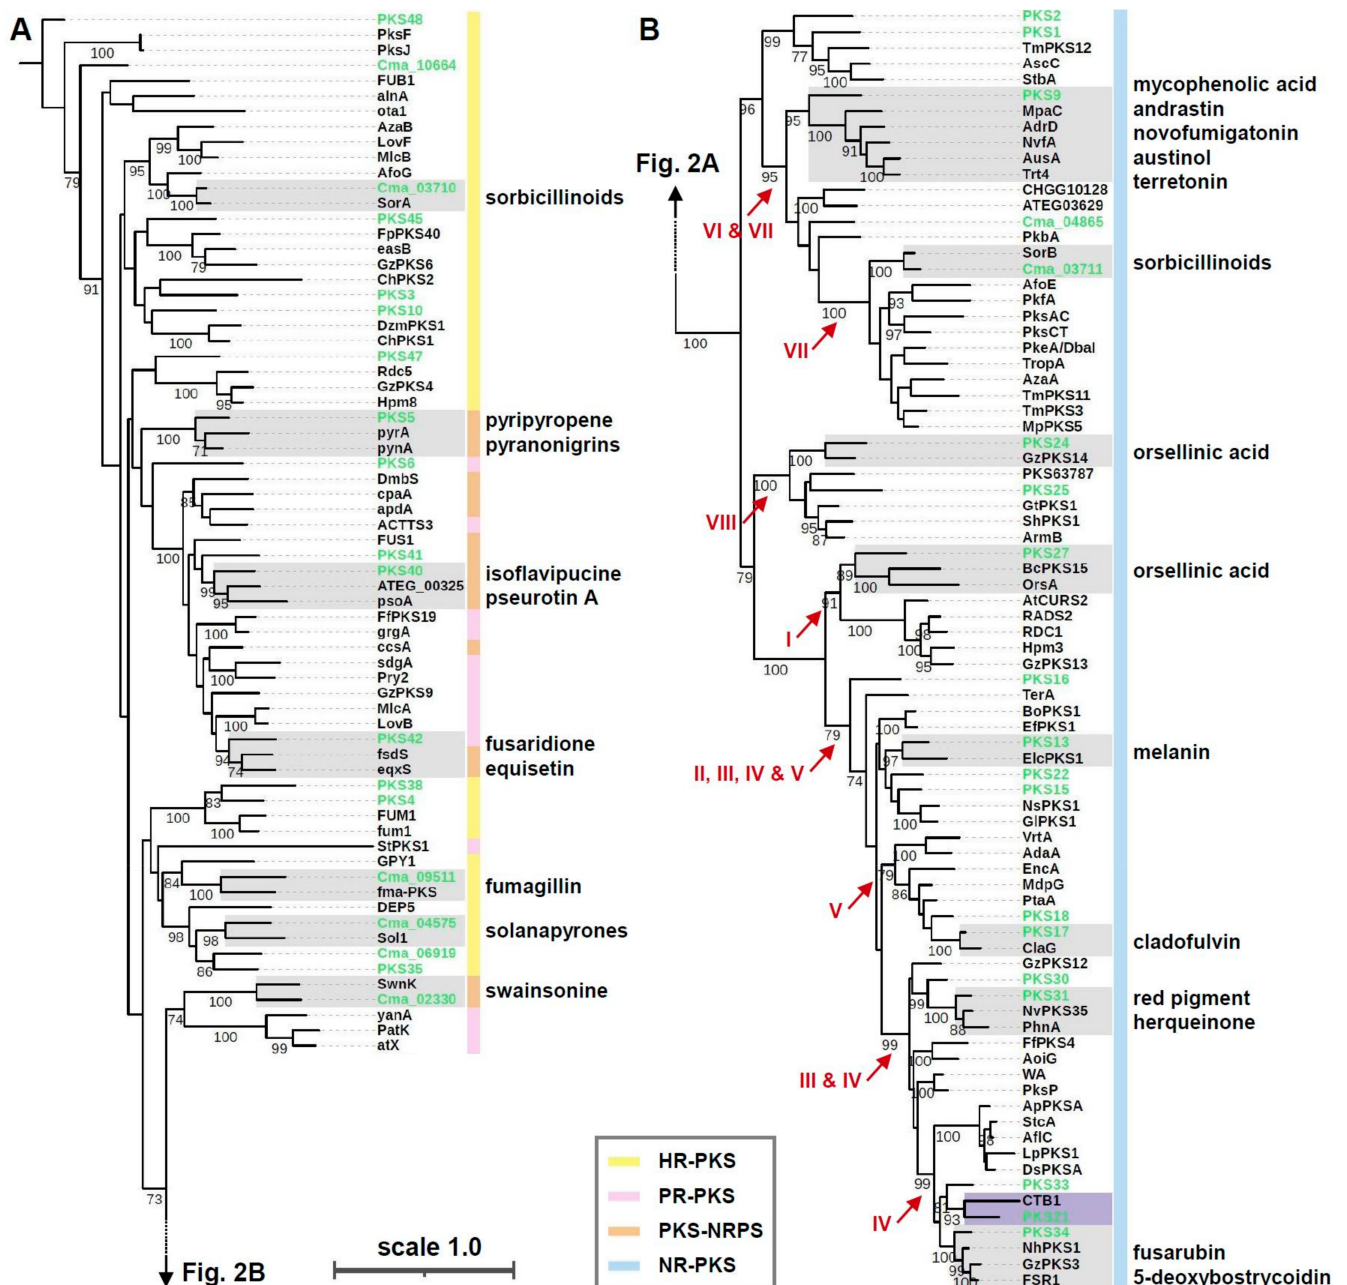 A
PKS48
PksF
PksJ
100
Cma_10664
FUB1
alnA
ota1
AzaB
LovF
99
MlcB
100
95
AfoG
79
Cma_03710
100
SorA
100
sorbicillinoids
PKS45
FpPKS40
easB
100
GzPKS6
79
ChPKS2
91
PKS3
PKS10
DzmPKS1
ChPKS1
100
PKS47
Rdc5
GzPKS4
100
Hpm8
95
PKS5
pyrA
100
pynA
71
pyripyropene
pyranonigrins
PKS6
DmbS
cpaA
85
apdA
ACTTS3
FUS1
PKS41
100
PKS40
ATEG_00325
99
psoA
95
isoflavipucine
pseurotin A
FfPKS19
grgA
100
ccsA
sdgA
Pry2
100
GzPKS9
MlcA
LovB
100
PKS42
fsdS
94
eqxS
74
fusaridione
equisetin
PKS38
PKS4
83
FUM1
100
fum1
100
StPKS1
GPY1
Cma_09511
84
fma-PKS
100
fumagillin
DEP5
Cma_04575
Sol1
98
98
solanapyrones
Cma_06919
PKS35
86
SwnK
Cma_02330
100
swainsonine
74
yanA
PatK
100
atX
99
73
Fig. 2B
scale 1.0
HR-PKS
PR-PKS
PKS-NRPS
NR-PKS
B
Fig. 2A
100
PKS2
PKS1
99
TmPKS12
77
AscC
95
StbA
100
96
PKS9
MpaC
95
AdrD
100
NvfA
91
AusA
Trt4
100
95
mycophenolic acid
andrastin
novofumigatonin
austinol
terretonin
VI & VII
CHGG10128
ATEG03629
100
Cma_04865
PkbA
SorB
Cma_03711
100
sorbicillinoids
AfoE
PkfA
93
100
PksAC
PksCT
97
VII
PkeA/DbaI
TropA
AzaA
TmPKS11
TmPKS3
MpPKS5
PKS24
GzPKS14
100
orsellinic acid
PKS63787
100
PKS25
GtPKS1
VIII
ShPKS1
95
ArmB
87
PKS27
BcPKS15
89
OrsA
100
orsellinic acid
79
AtCURS2
91
RADS2
RDC1
98
100
Hpm3
100
GzPKS13
95
I
100
PKS16
TerA
BoPKS1
EfPKS1
100
79
PKS13
ElcPKS1
97
melanin
II, III, IV & V
PKS22
74
PKS15
NsPKS1
GlPKS1
100
VrtA
AdaA
100
EncA
79
MdpG
86
PtaA
V
PKS18
PKS17
ClaG
100
cladofulvin
GzPKS12
PKS30
PKS31
99
NvPKS35
100
PhnA
88
red pigment
herqueinone
99
FfPKS4
AoiG
100
III & IV
WA
PksP
100
ApPKSA
StcA
100
AflC
98
LpPKS1
DsPKSA
99
PKS33
CTB1
81
PKS21
93
IV
PKS34
NhPKS1
100
GzPKS3
99
FSR1
100
fusarubin
5-deoxybostrycoidin